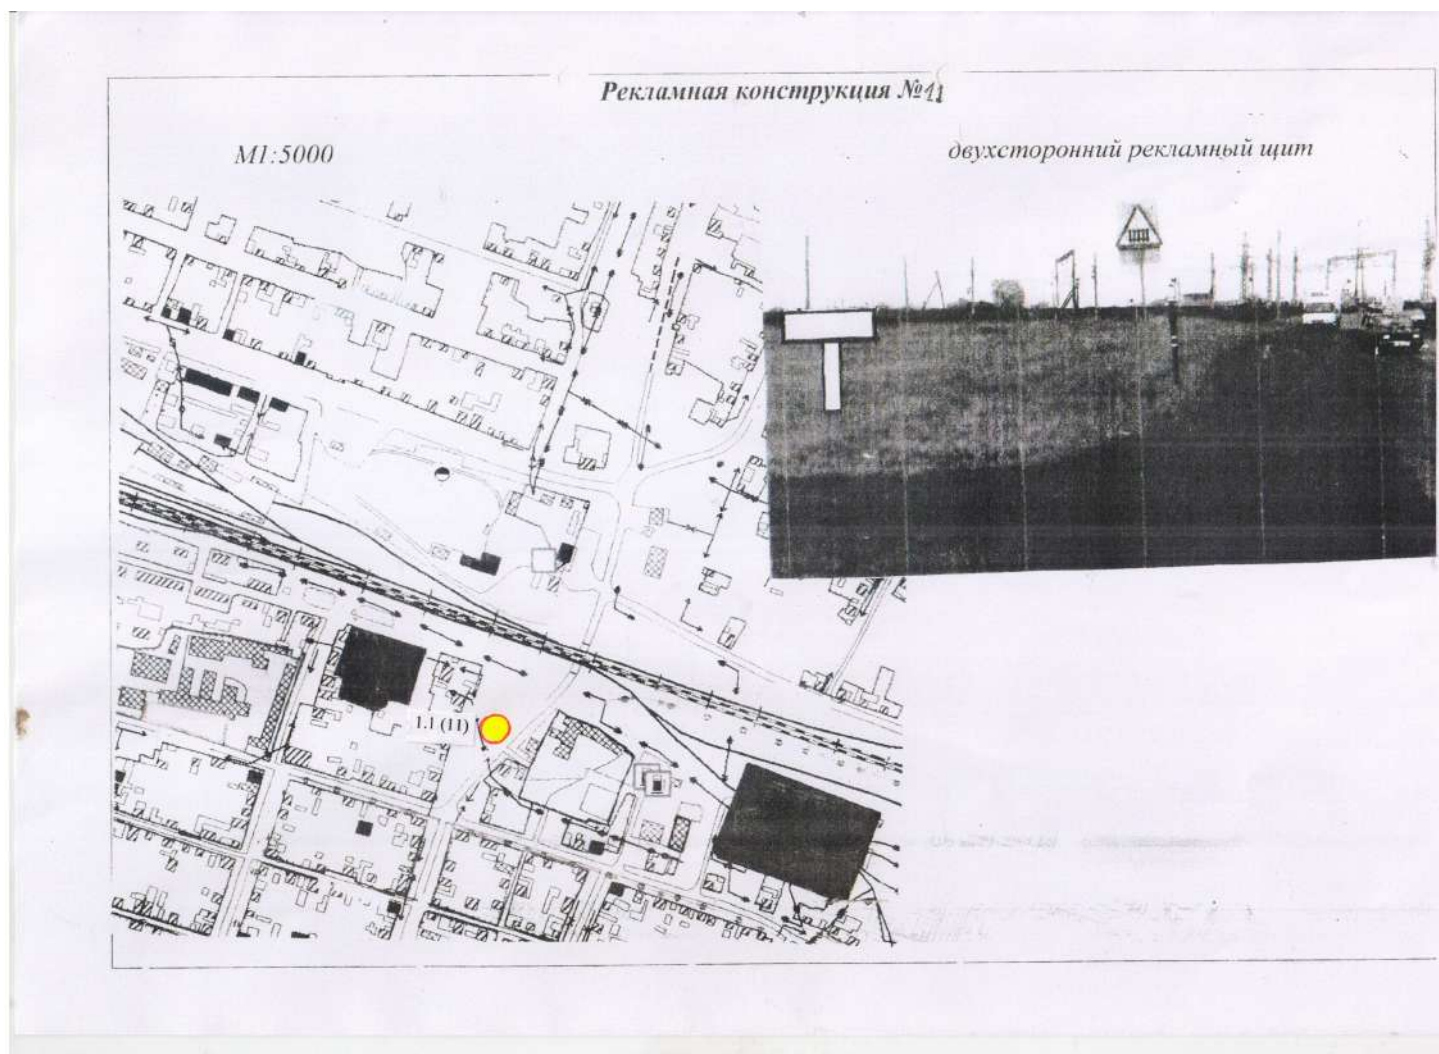 Рекламная конструкция №11
М1:5000
двухсторонний рекламный щит
1.1 (11)